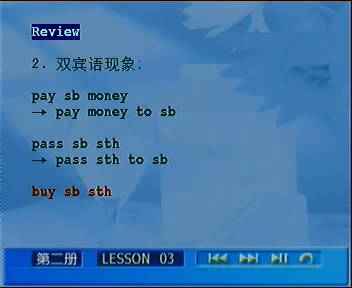 Review
2. 双宾语现象:
pay sb money
→ pay money to sb
pass sb sth
→ pass sth to sb
buy sb sth
第二册 LESSON 03